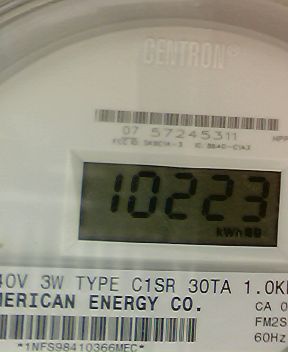 CENTRON®
07 57245311
10223
kWh
40V 3W TYPE C1SR 30TA 1.0K
MERICAN ENERGY CO.
CA 0
FM2S
60Hz
*1NFS98410366MEC*